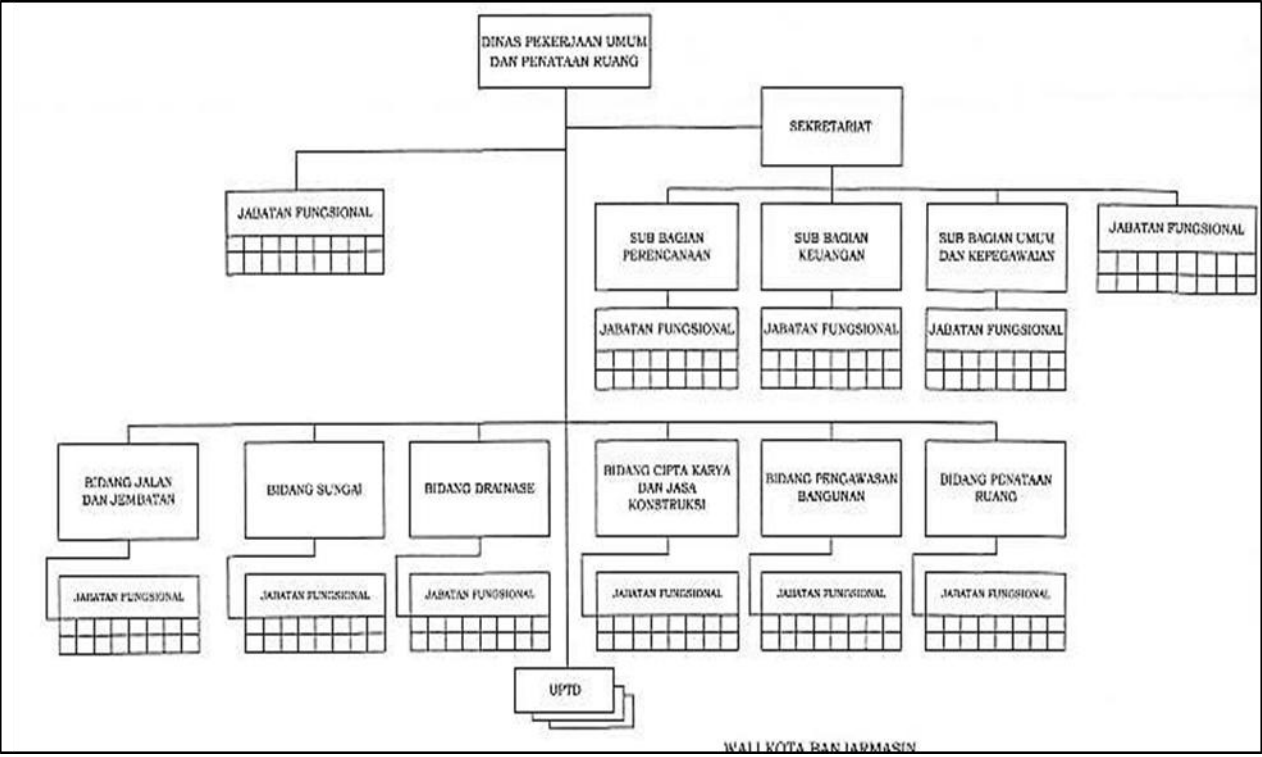 DINAS PEKERJAAN UMUM
DAN PENATAAN RUANG
SEKRETARIAT
JABATAN FUNGSIONAL
SUB BAGIAN
PERENCANAAN
SUB BAGIAN
KEUANGAN
SUB BAGIAN UMUM
DAN KEPEGAWAIAN
JABATAN FUNGSIONAL
JABATAN FUNGSIONAL
JABATAN FUNGSIONAL
JABATAN FUNGSIONAL
BIDANG JALAN
DAN JEMBATAN
BIDANG SUNGAI
BIDANG DRAINASE
BIDANG CIPTA KARYA
DAN JASA
KONSTRUKSI
BIDANG PENGAWASAN
BANGUNAN
BIDANG PENATAAN
RUANG
JABATAN FUNGSIONAL
JABATAN FUNGSIONAL
JABATAN FUNGSIONAL
JABATAN FUNGSIONAL
JABATAN FUNGSIONAL
JABATAN FUNGSIONAL
UPTD
WALI KOTA BANJARMASIN